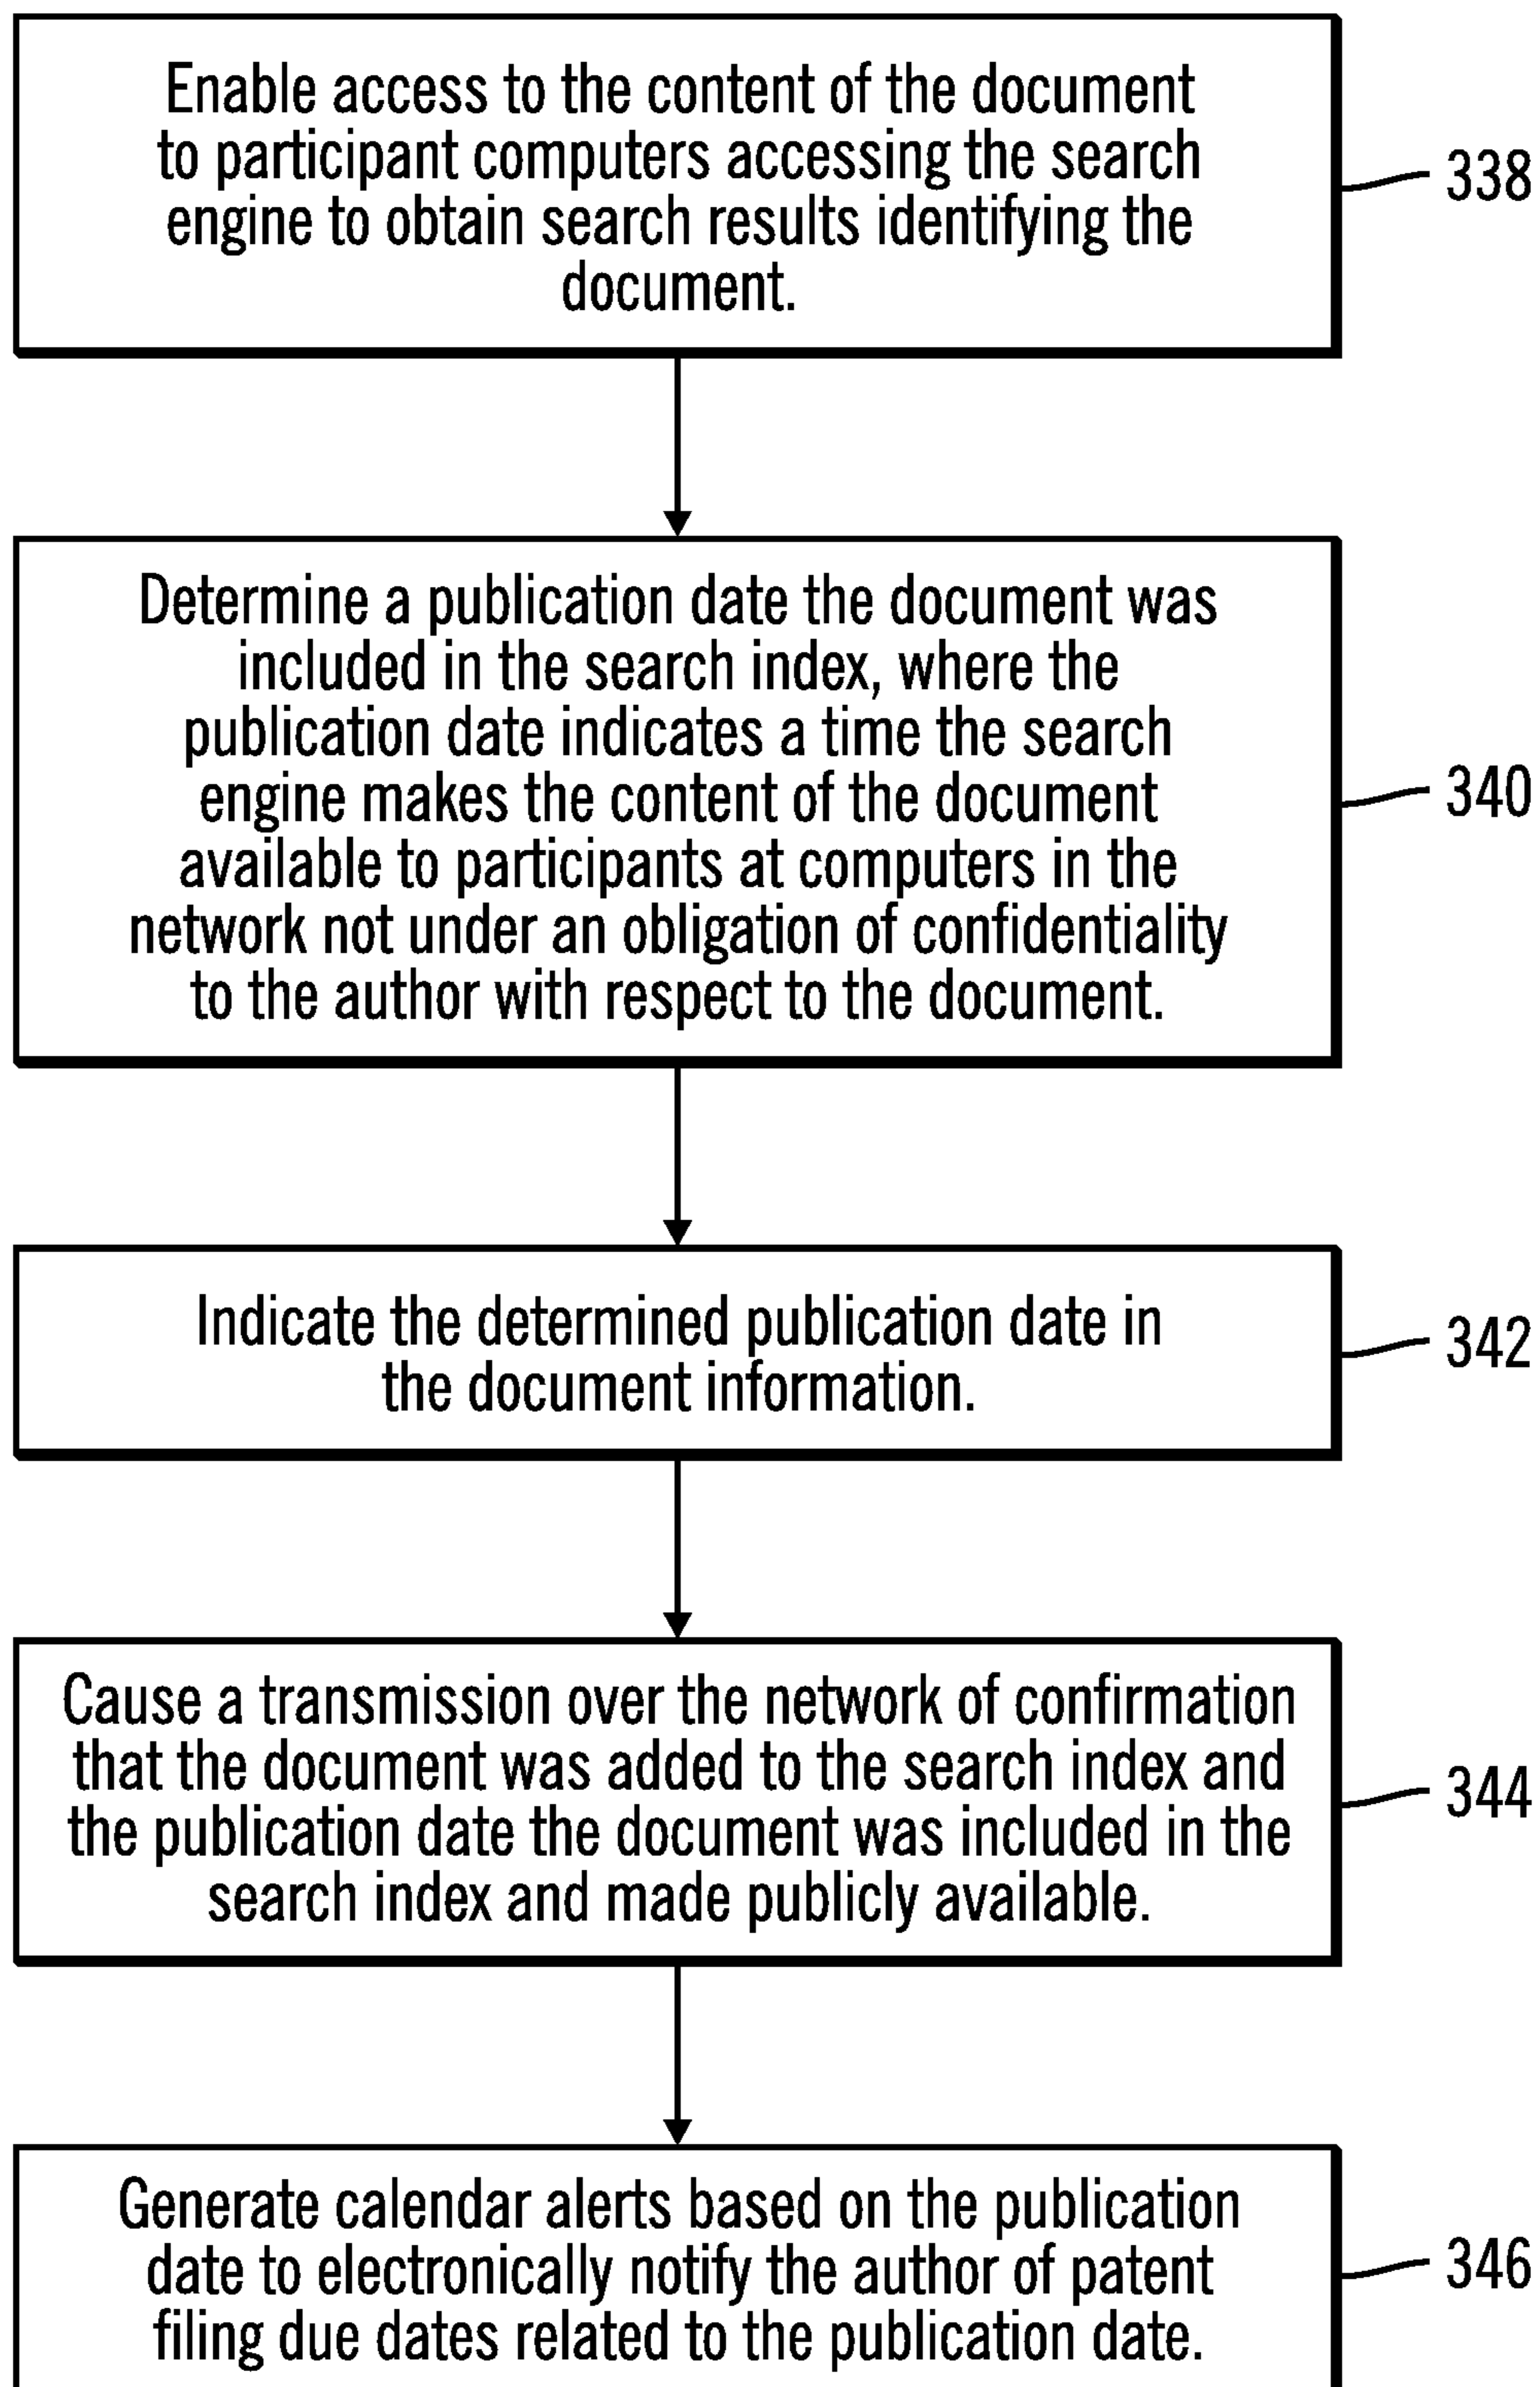 Enable access to the content of the document
to participant computers accessing the search
engine to obtain search results identifying the
document.
338
Determine a publication date the document was
included in the search index, where the
publication date indicates a time the search
engine makes the content of the document
available to participants at computers in the
network not under an obligation of confidentiality
to the author with respect to the document.
340
Indicate the determined publication date in
the document information.
342
Cause a transmission over the network of confirmation
that the document was added to the search index and
the publication date the document was included in the
search index and made publicly available.
344
Generate calendar alerts based on the publication
date to electronically notify the author of patent
filing due dates related to the publication date.
346